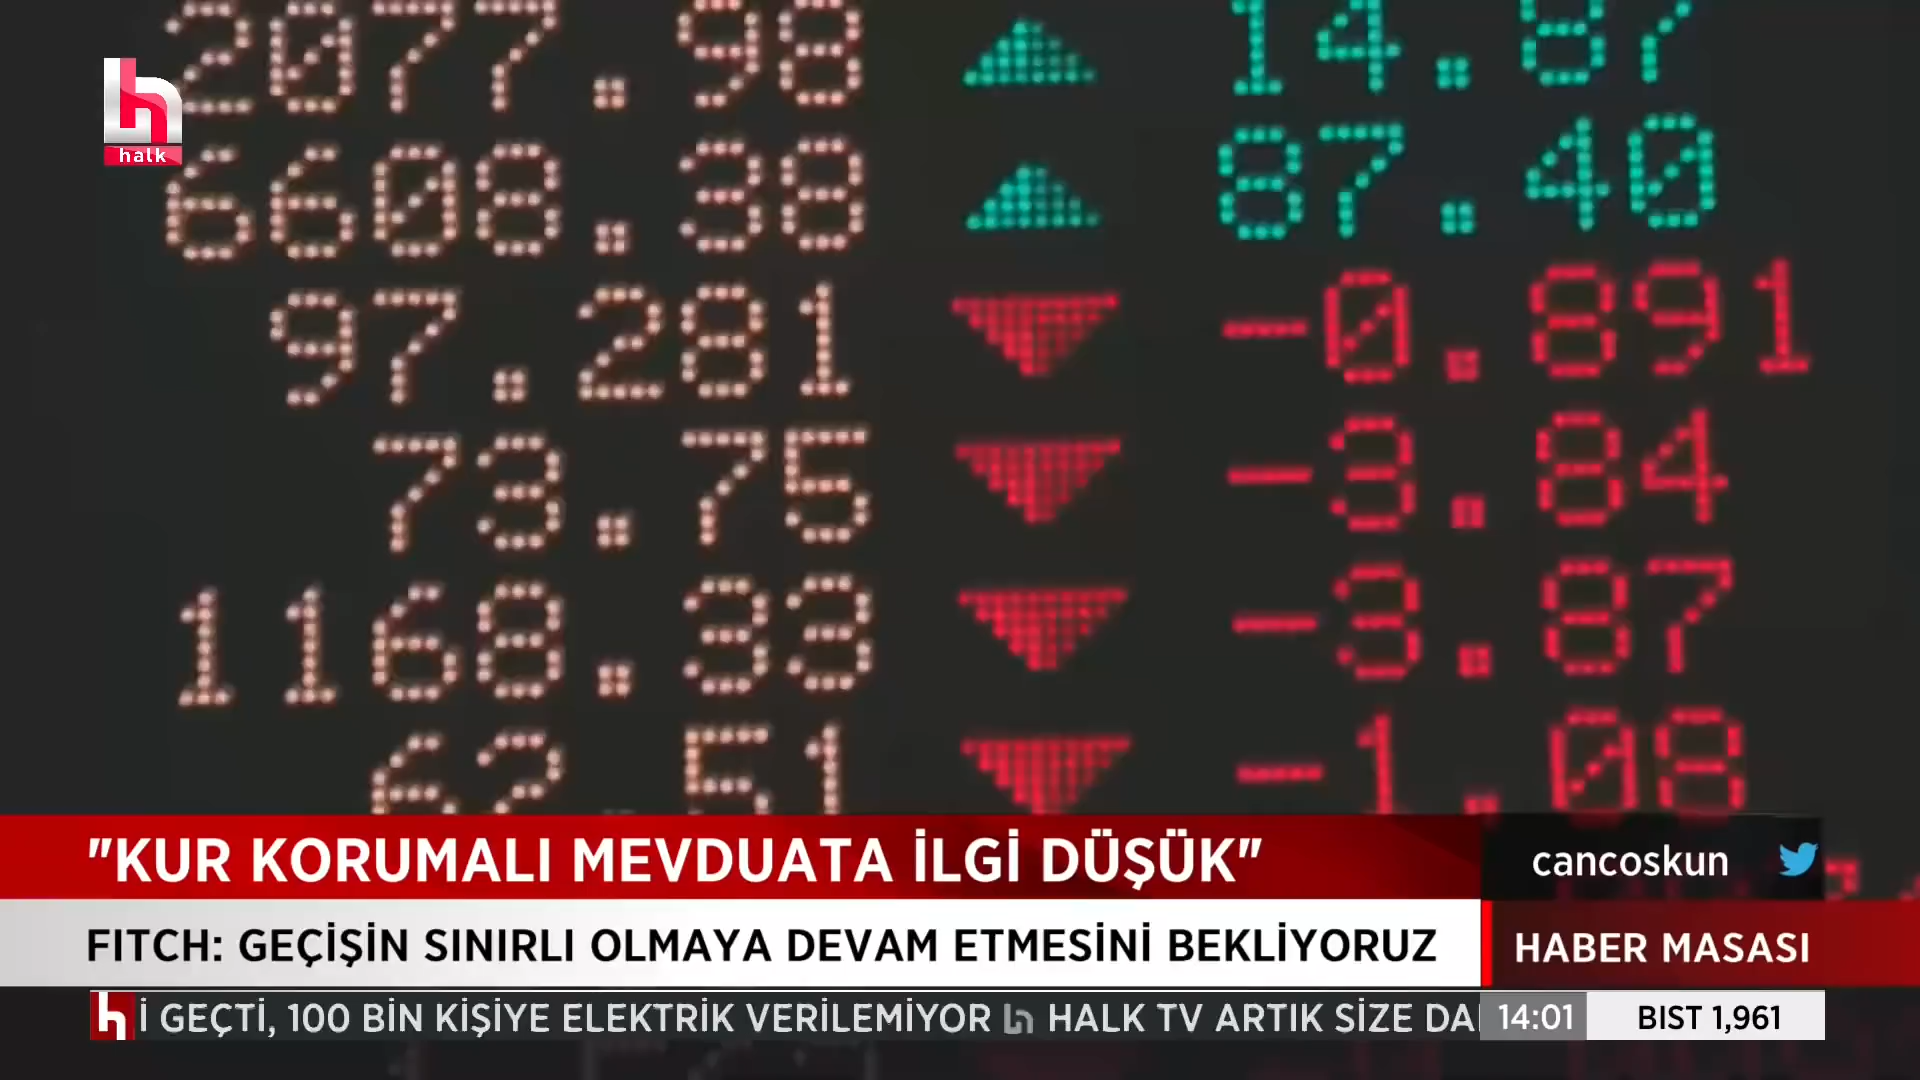 2077.98 14.87
halk
6608.38 87.40
97.281 -0.891
73.75 -3.84
1168.33 -3.87
62.51 -1.08
"KUR KORUMALI MEVDUATA İLGİ DÜŞÜK"
cancoskun
FITCH: GEÇİŞİN SINIRLI OLMAYA DEVAM ETMESİNİ BEKLİYORUZ
HABER MASASI
İ GEÇTİ, 100 BİN KİŞİYE ELEKTRİK VERİLEMİYOR HALK TV ARTIK SİZE DA
14:01
BIST 1,961